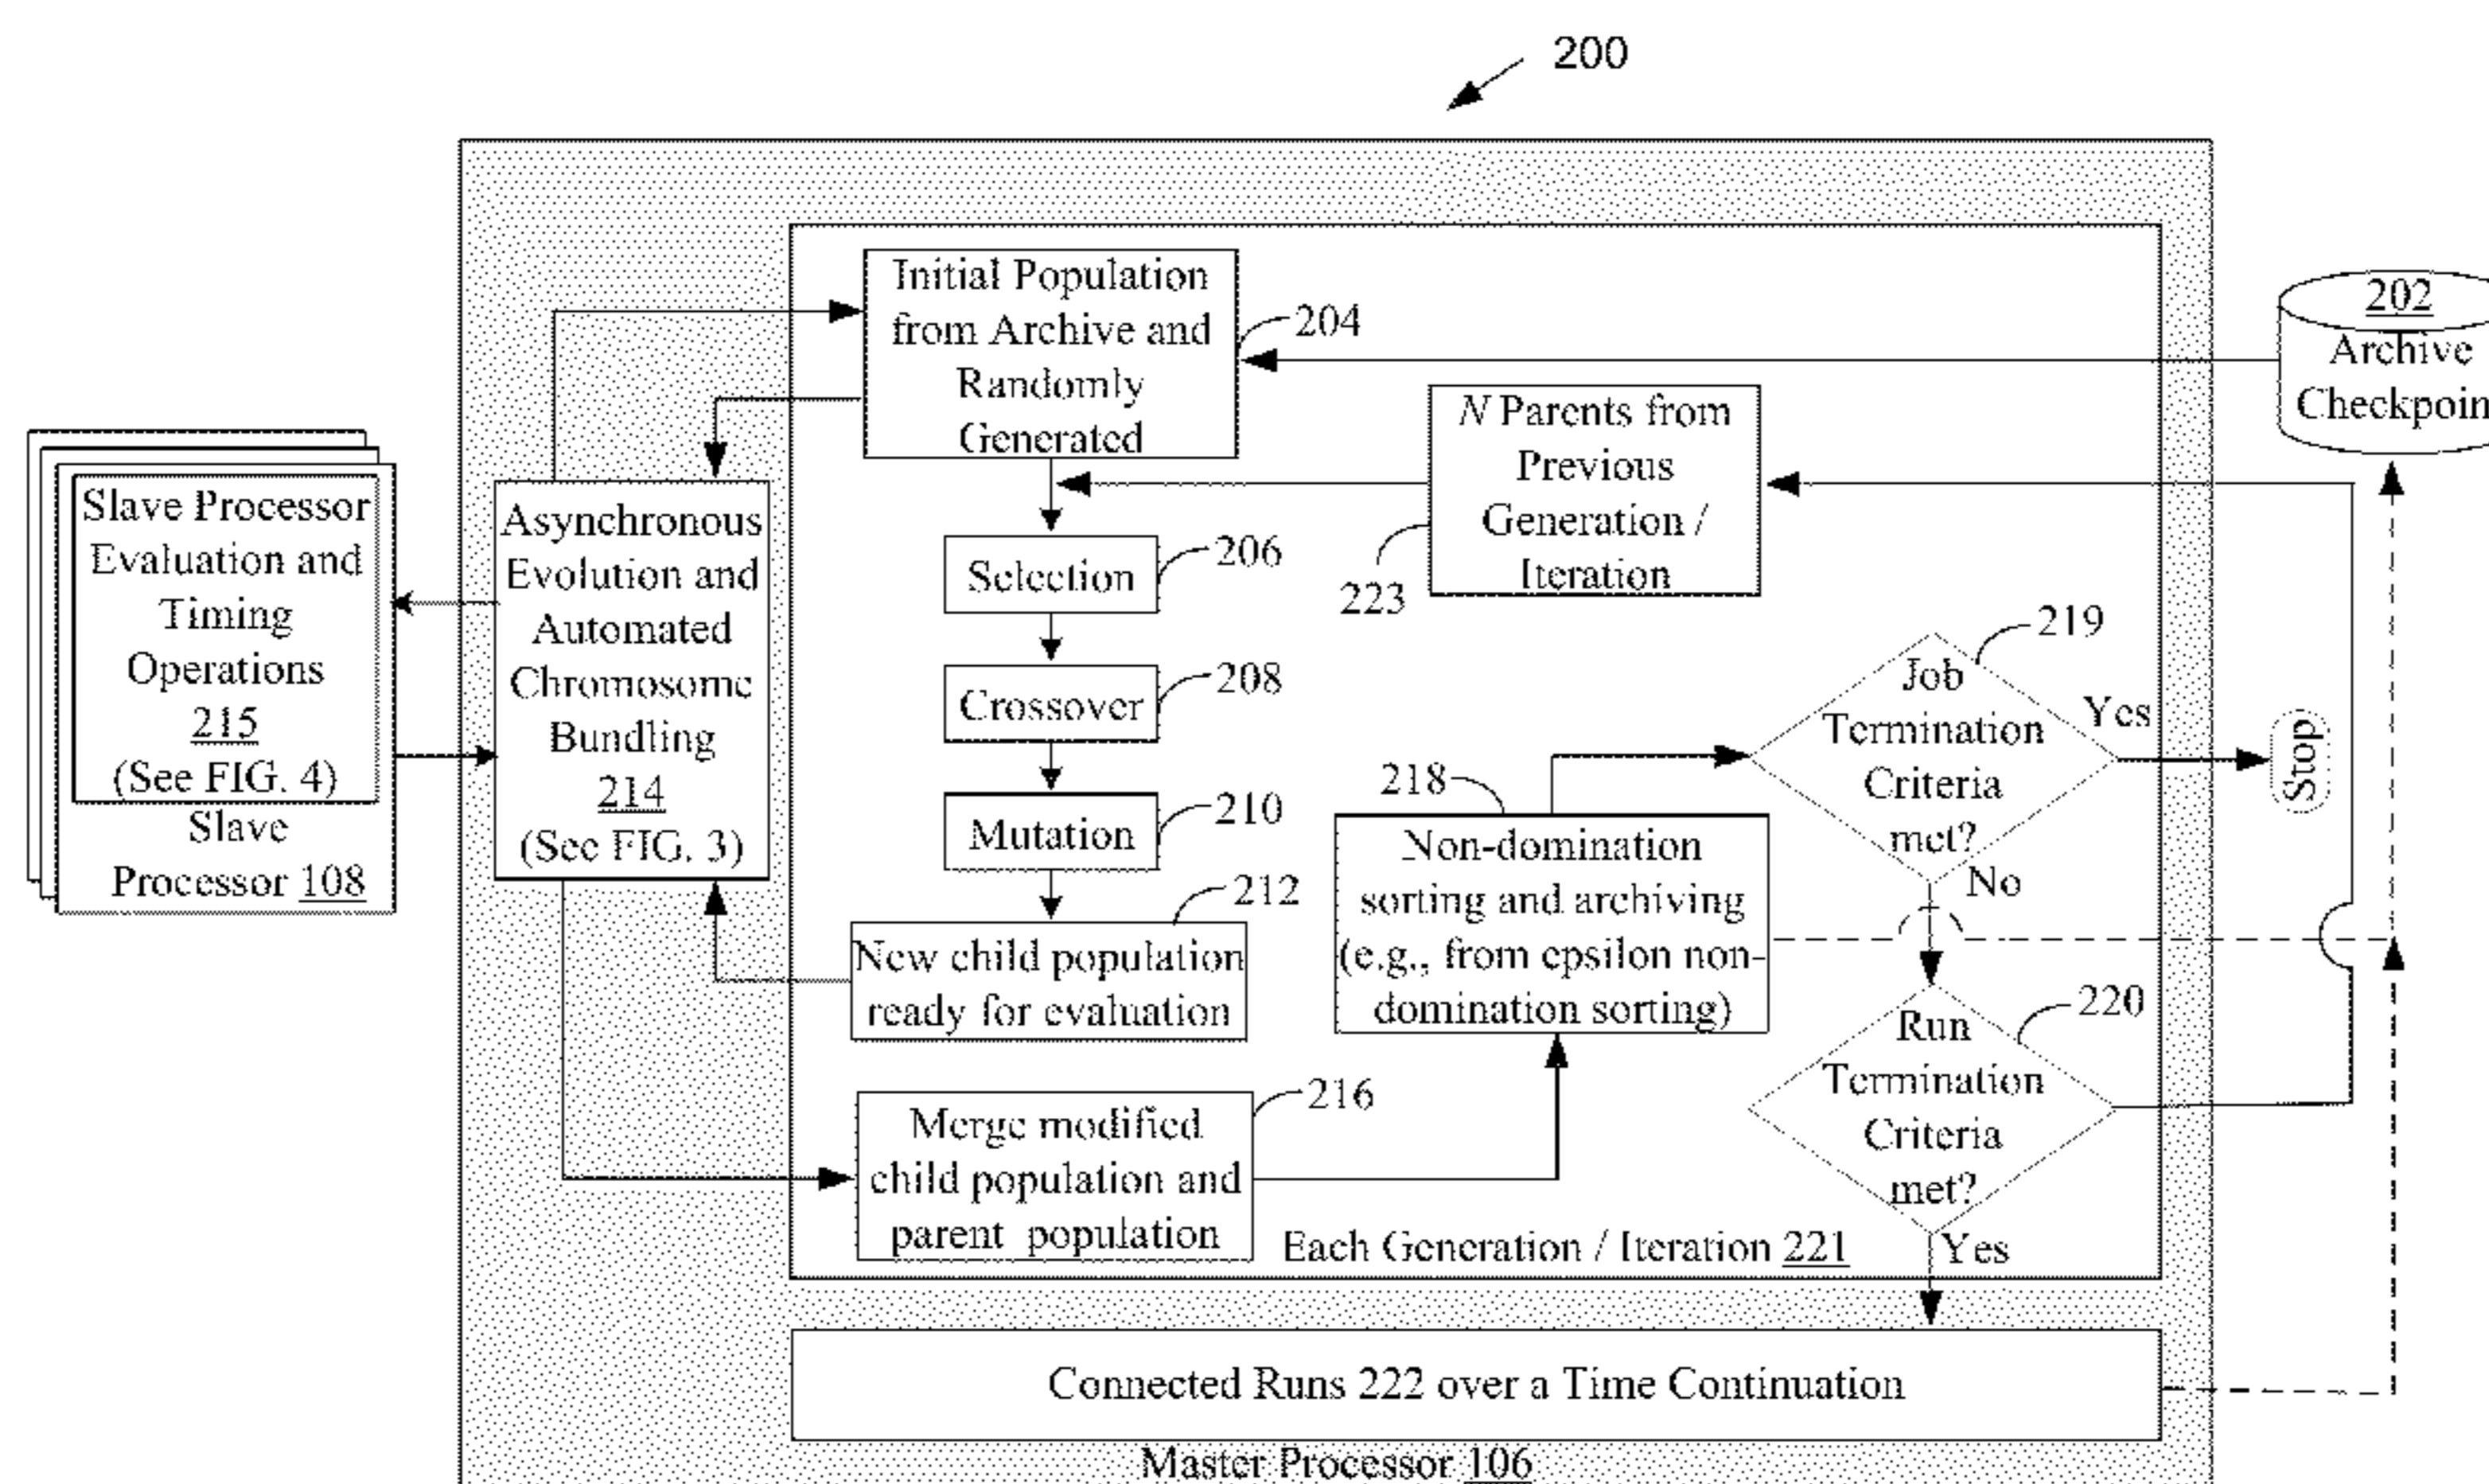 200
Initial Population
from Archive and
Randomly
Generated
204
202
Archive
Checkpoin
N Parents from
Previous
Generation /
Iteration
223
Slave Processor
Evaluation and
Timing
Operations
215
(See FIG. 4)
Slave
Processor 108
Asynchronous
Evolution and
Automated
Chromosome
Bundling
214
(See FIG. 3)
Selection
206
Crossover
208
Mutation
210
New child population
ready for evaluation
212
Merge modified
child population and
parent population
216
Non-domination
sorting and archiving
(e.g., from epsilon non-
domination sorting)
218
Job
Termination
Criteria
met?
219
Yes
Stop
No
Run
Termination
Criteria
met?
220
Yes
Each Generation / Iteration 221
Connected Runs 222 over a Time Continuation
Master Processor 106